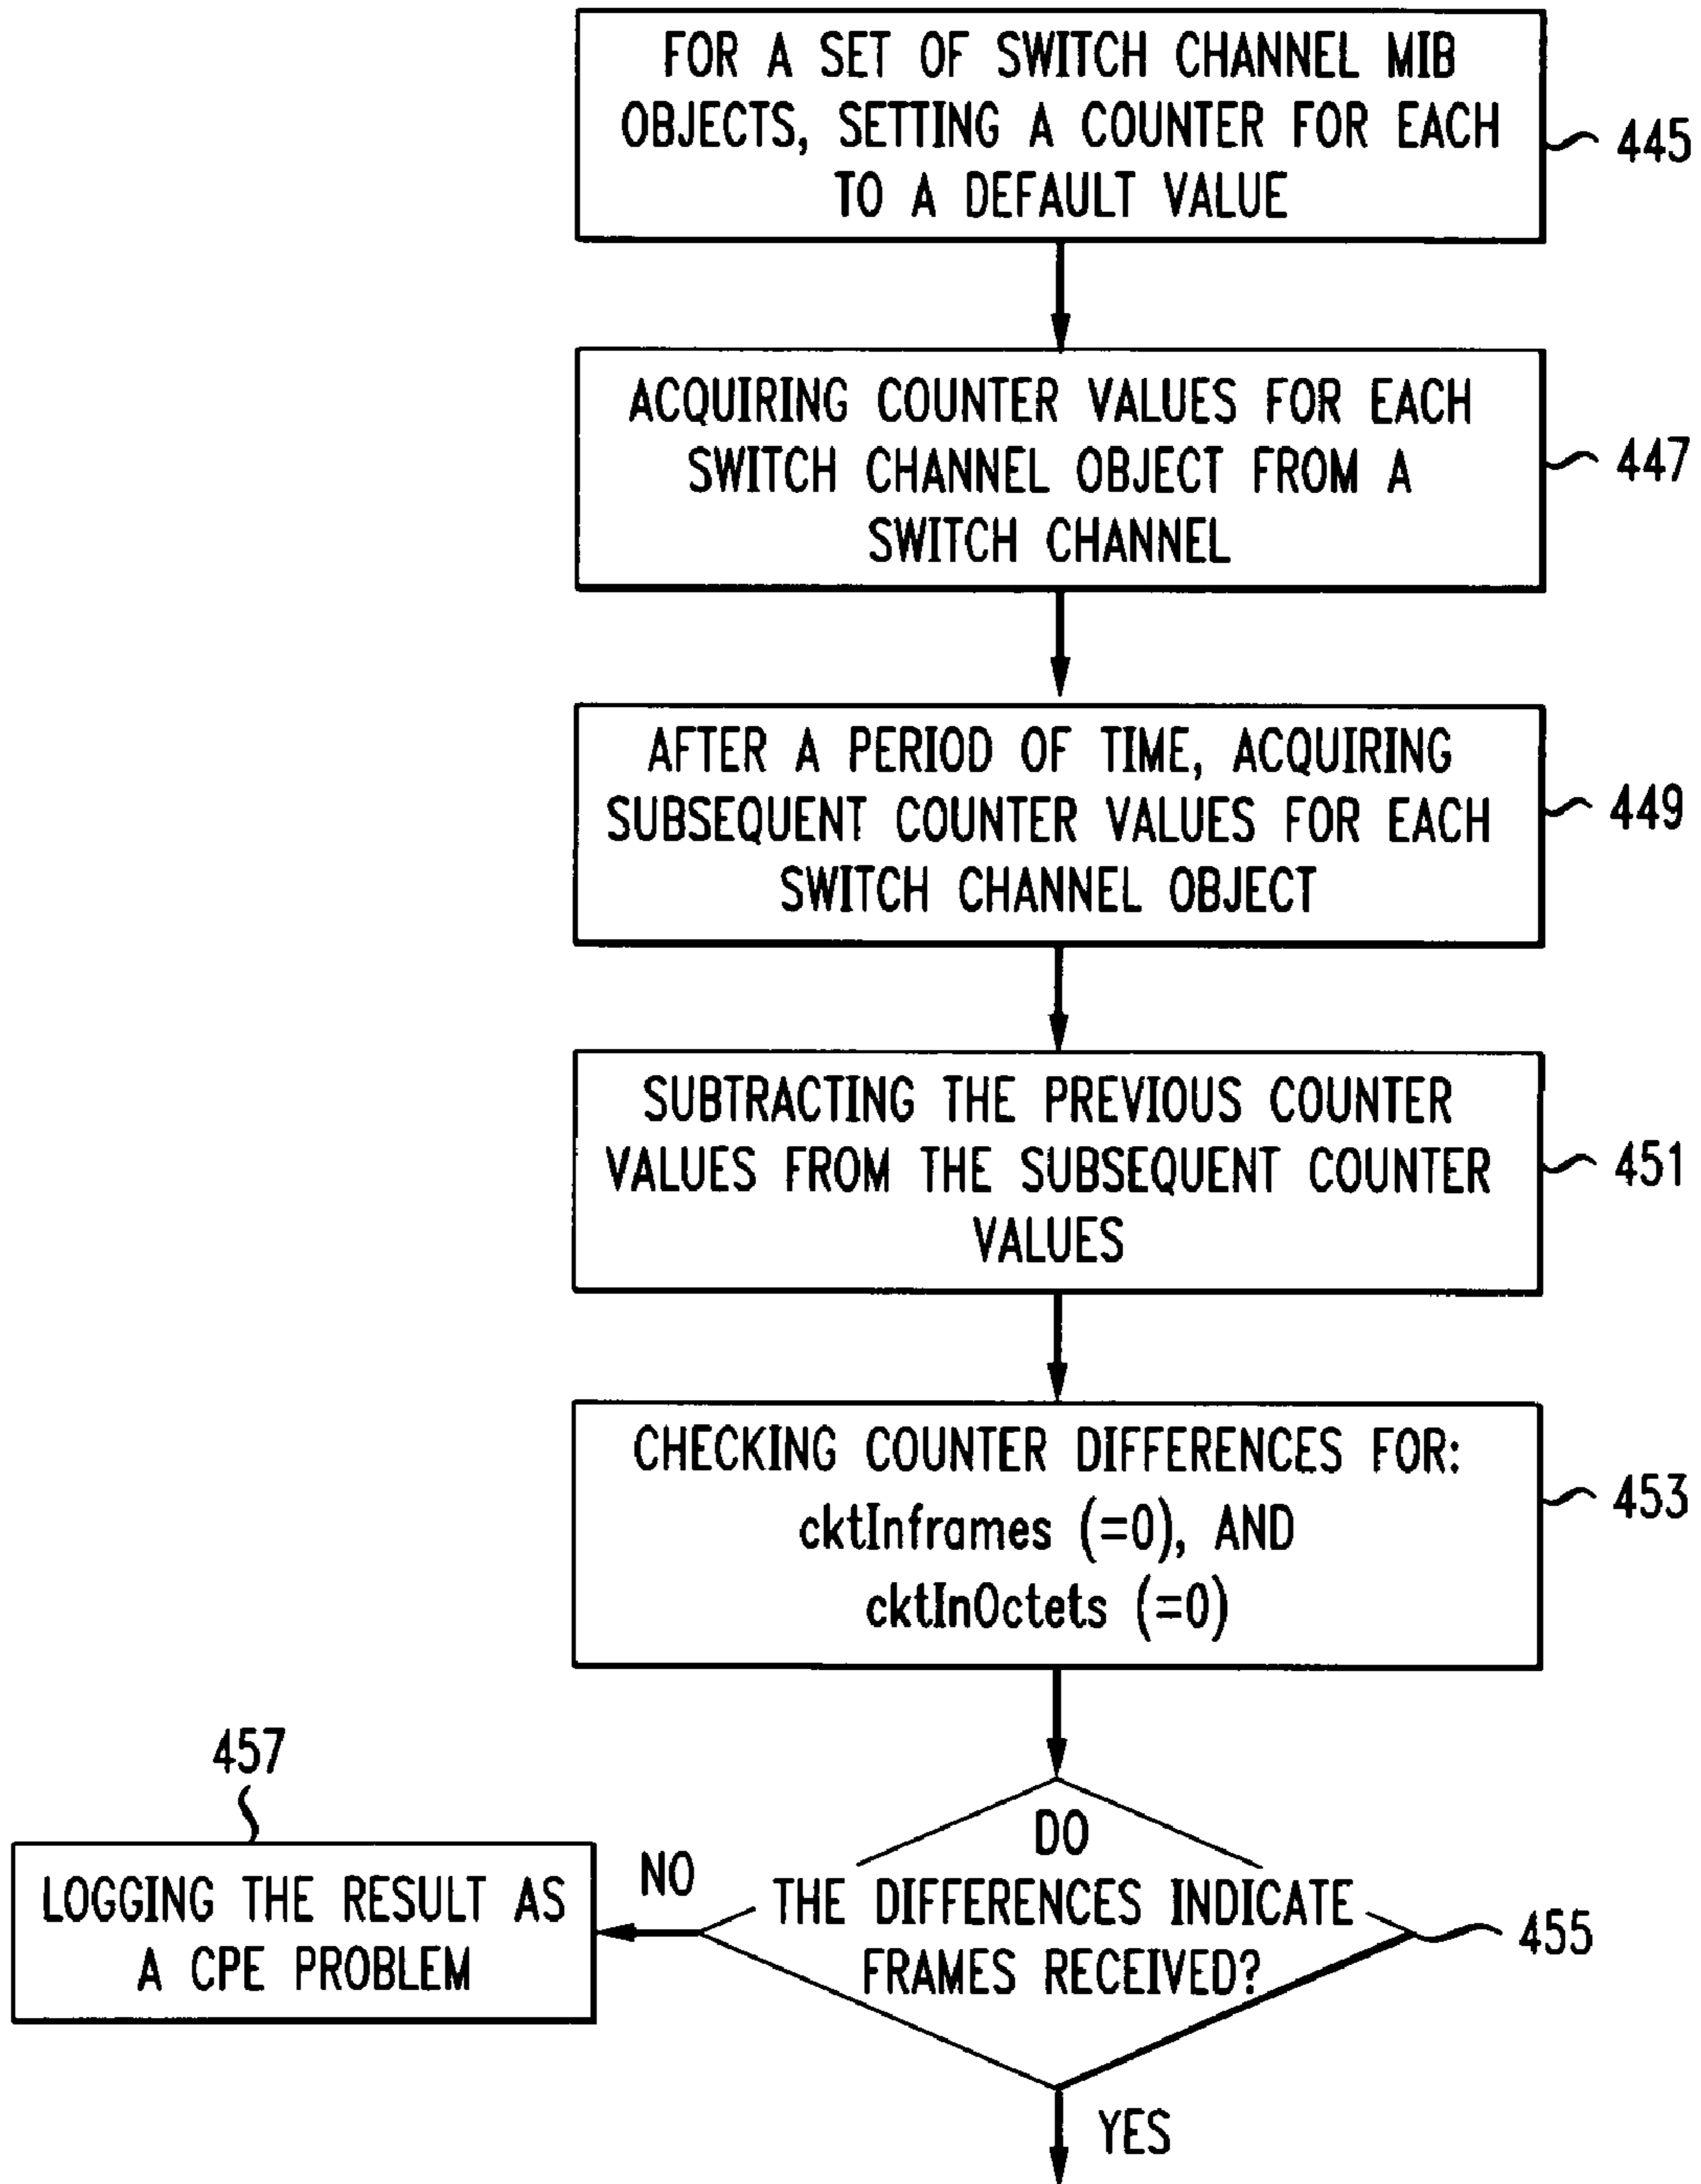 FOR A SET OF SWITCH CHANNEL MIB
OBJECTS, SETTING A COUNTER FOR EACH
TO A DEFAULT VALUE
445
ACQUIRING COUNTER VALUES FOR EACH
SWITCH CHANNEL OBJECT FROM A
SWITCH CHANNEL
447
AFTER A PERIOD OF TIME, ACQUIRING
SUBSEQUENT COUNTER VALUES FOR EACH
SWITCH CHANNEL OBJECT
449
SUBTRACTING THE PREVIOUS COUNTER
VALUES FROM THE SUBSEQUENT COUNTER
VALUES
451
CHECKING COUNTER DIFFERENCES FOR:
cktInframes (=0), AND
cktInOctets (=0)
453
DO
THE DIFFERENCES INDICATE
FRAMES RECEIVED?
455
NO
457
LOGGING THE RESULT AS
A CPE PROBLEM
YES